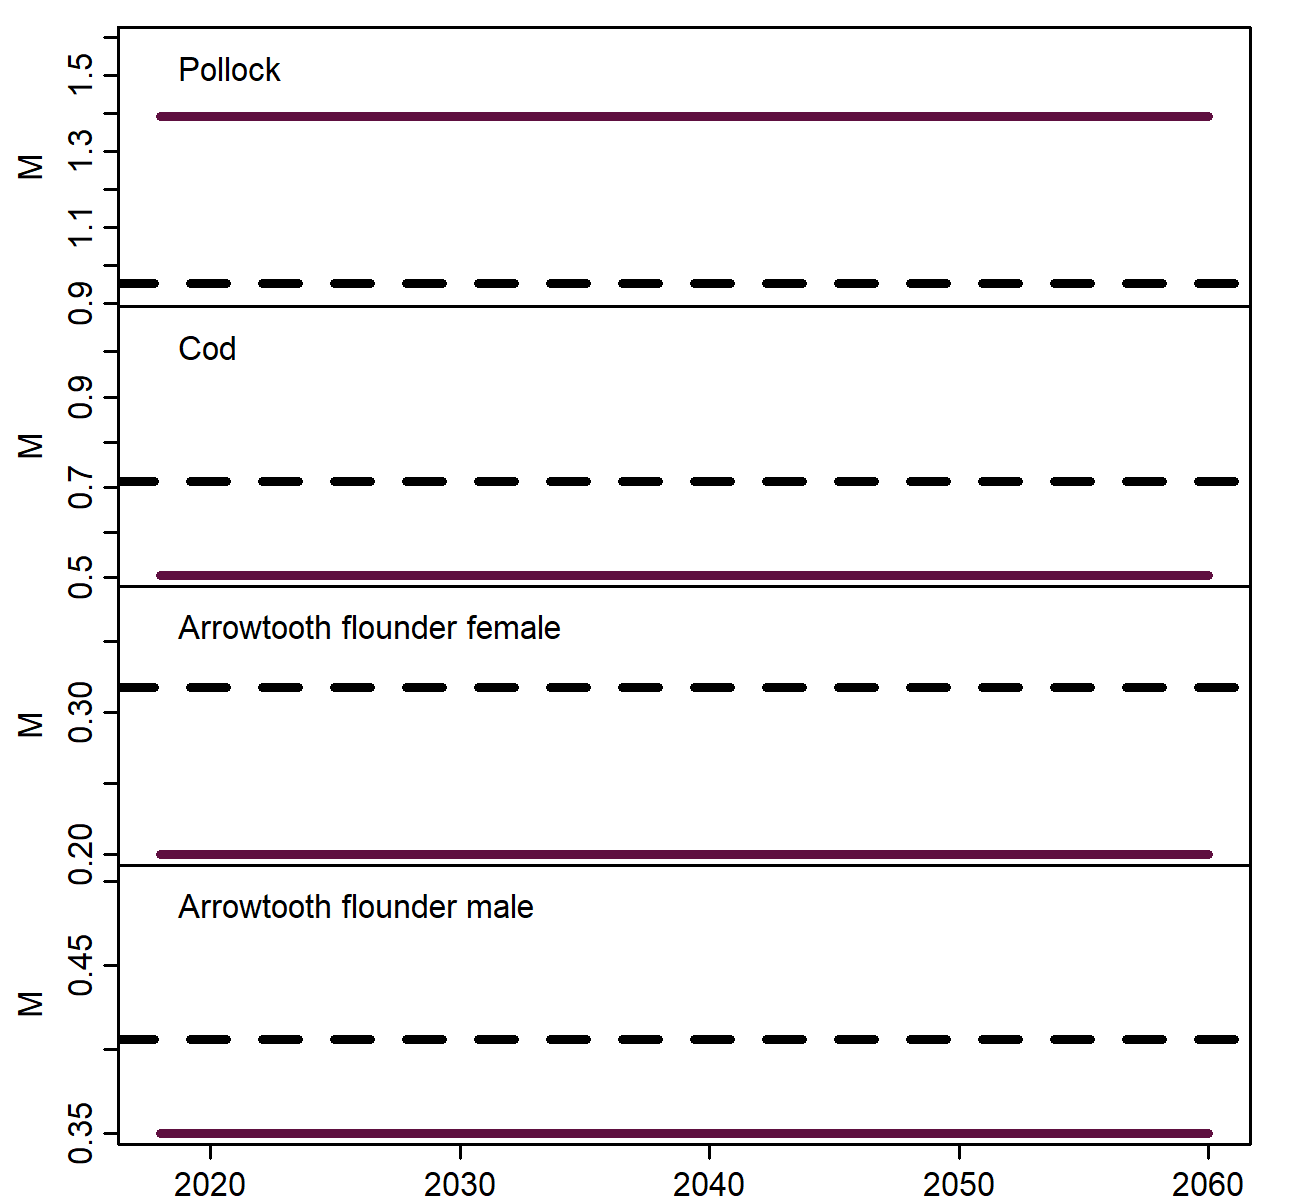 Pollock
M
1.5
1.3
1.1
0.9
Cod
M
0.9
0.7
0.5
Arrowtooth flounder female
M
0.30
0.20
Arrowtooth flounder male
M
0.45
0.35
2020 2030 2040 2050 2060